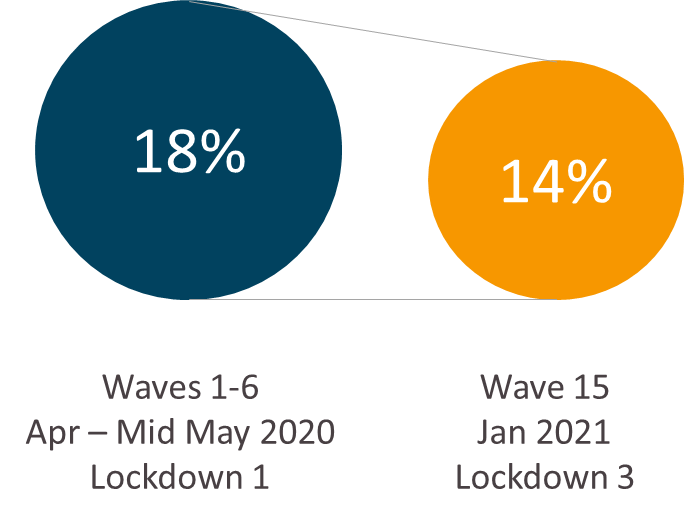 18%
14%
Waves 1-6
Apr – Mid May 2020
Lockdown 1
Wave 15
Jan 2021
Lockdown 3